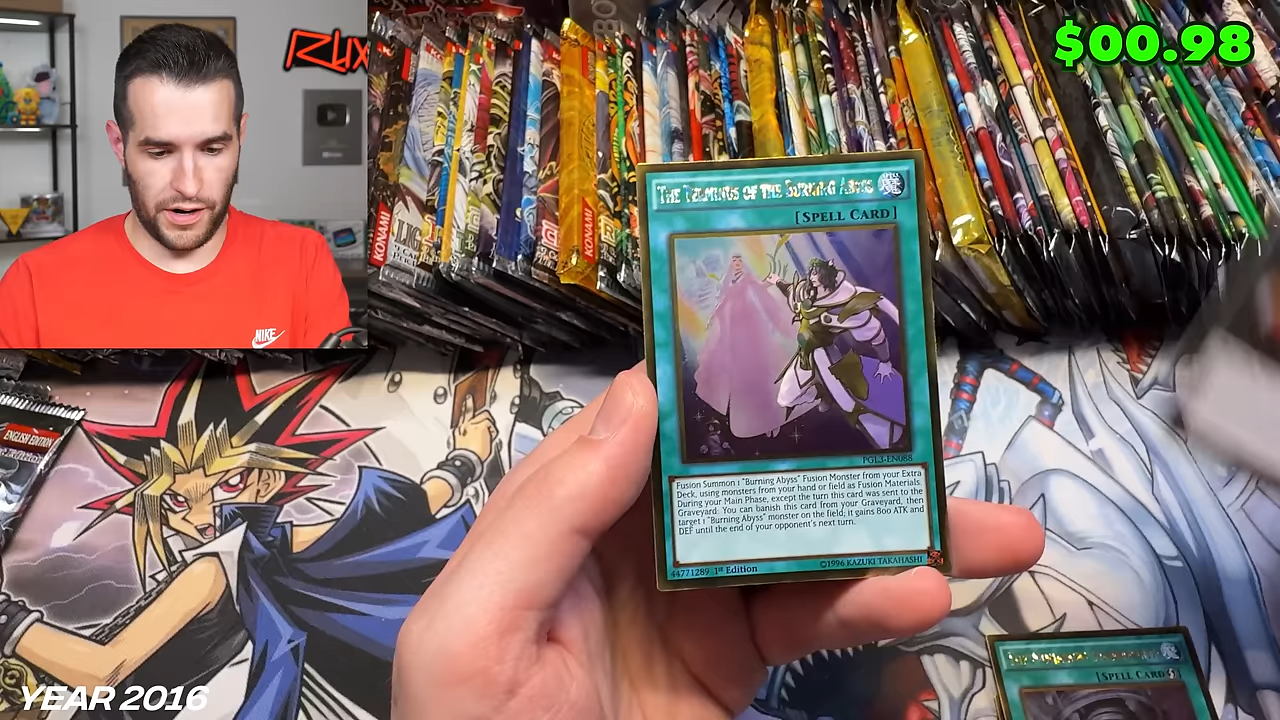 $00.98
RUX
KONAMI
KONAMI
THE TERMINUS OF THE BURNING ABYSS
[SPELL CARD]
PGL3-EN088
Fusion Summon 1 "Burning Abyss" Fusion Monster from your Extra
Deck, using monsters from your hand or field as Fusion Materials.
During your Main Phase, except the turn this card was sent to the
Graveyard: You can banish this card from your Graveyard, then
target 1 "Burning Abyss" monster on the field; it gains 800 ATK and
DEF until the end of your opponent's next turn.
44771289 1st Edition
©1996 KAZUKI TAKAHASHI
NIKE
ENGLISH EDITION
[SPELL CARD
YEAR 2016